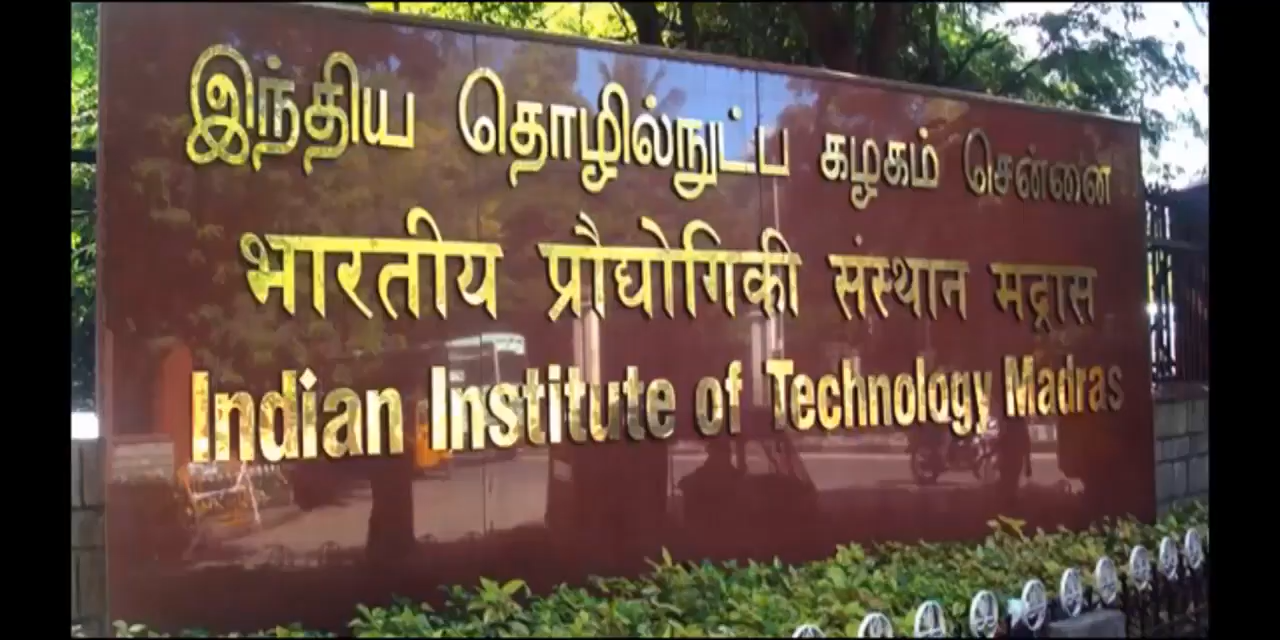 இந்திய தொழில்நுட்ப கழகம் சென்னை
भारतीय प्रौद्योगिकी संस्थान मद्रास
Indian Institute of Technology Madras